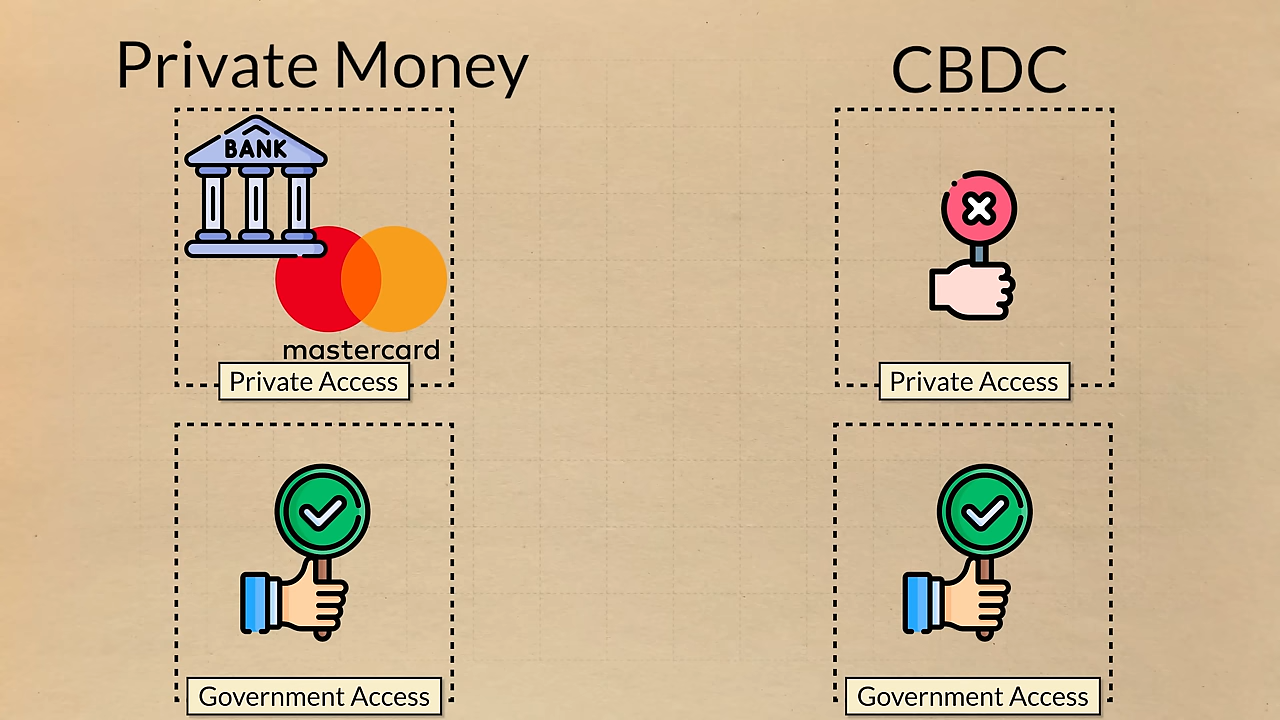 Private Money
CBDC
BANK
mastercard
Private Access
Private Access
Government Access
Government Access